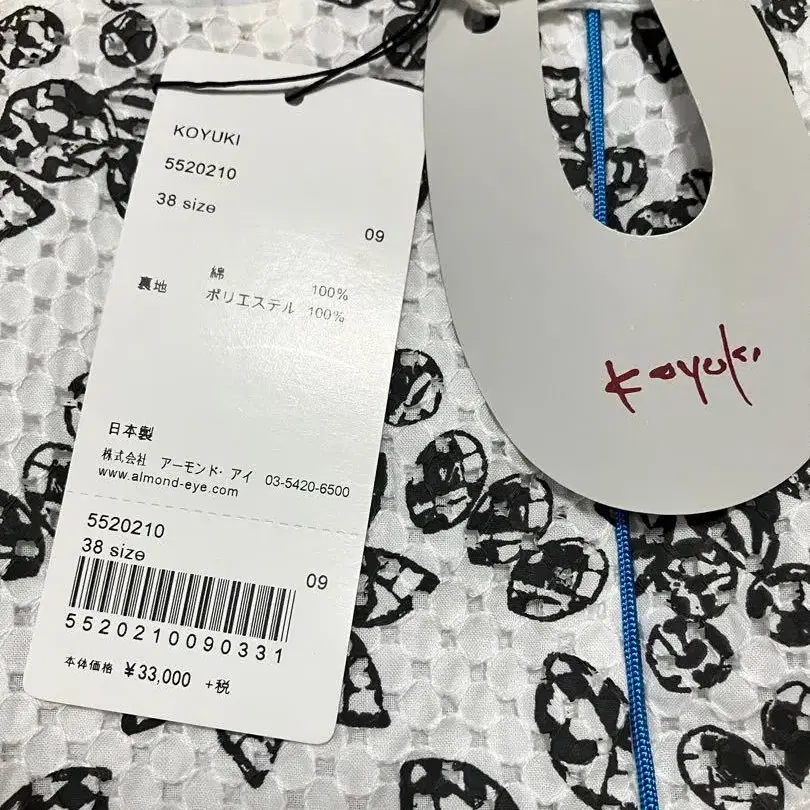 KOYUKI
5520210
38 size
09
綿 100%
裏地 ポリエステル 100%
日本製
株式会社 アーモンド・アイ 03-5420-6500
www.almond-eye.com
5520210
38 size
09
5520210090331
本体価格 ¥33,000 +税
koyuki